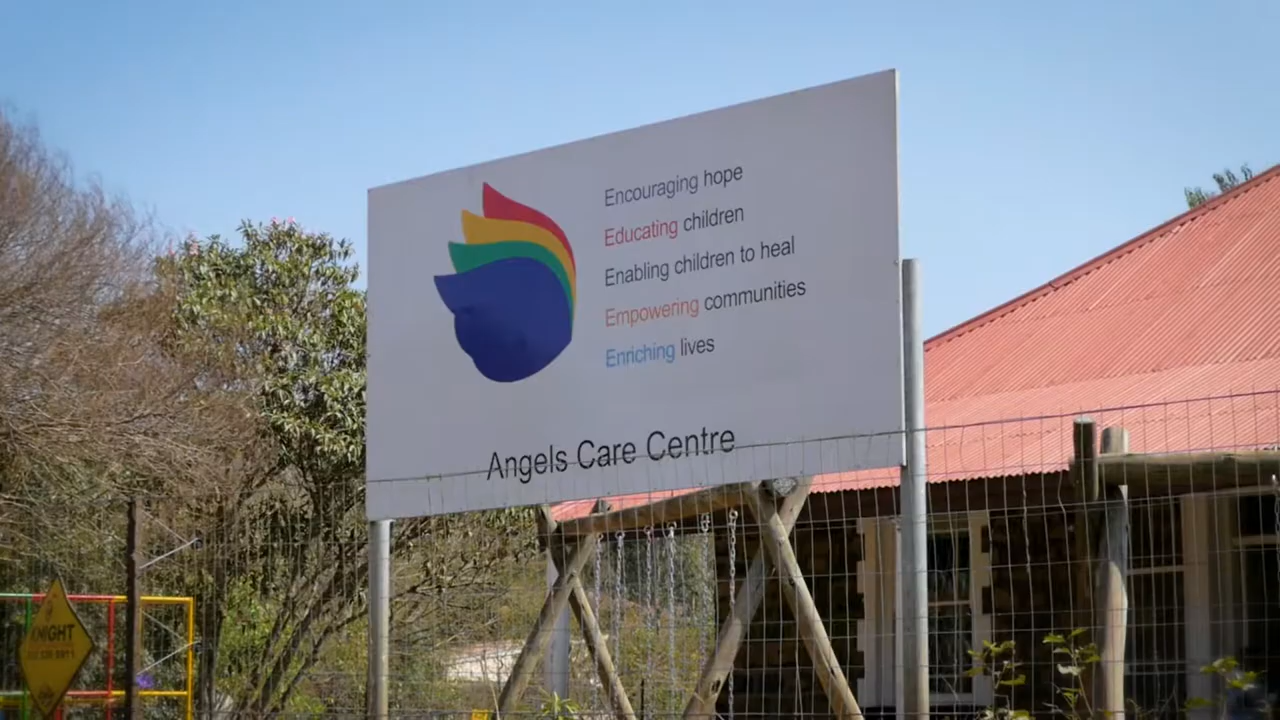 Encouraging hope
Educating children
Enabling children to heal
Empowering communities
Enriching lives
Angels Care Centre
KNIGHT